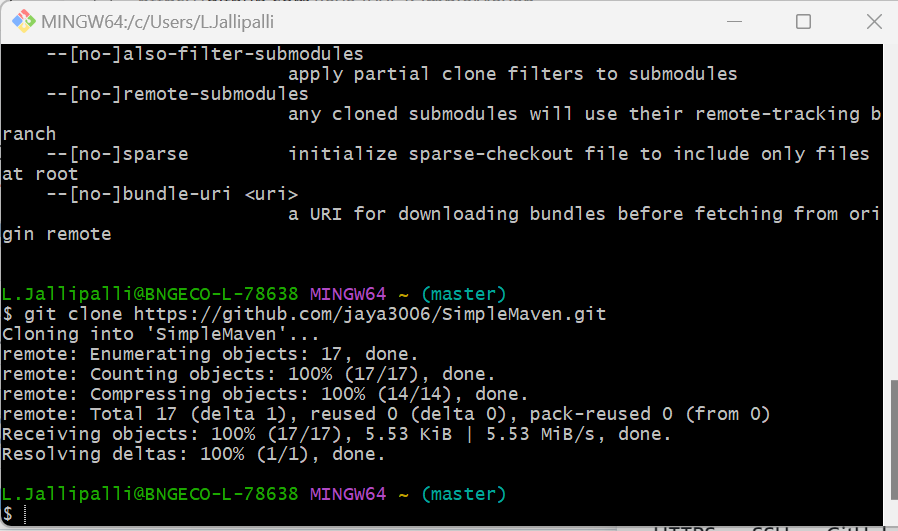 MINGW64:/c/Users/L.Jallipalli
--[no-]also-filter-submodules
apply partial clone filters to submodules
--[no-]remote-submodules
any cloned submodules will use their remote-tracking b
ranch
--[no-]sparse initialize sparse-checkout file to include only files
at root
--[no-]bundle-uri <uri>
a URI for downloading bundles before fetching from ori
gin remote
L.Jallipalli@BNGECO-L-78638 MINGW64 ~ (master)
$ git clone https://github.com/jaya3006/SimpleMaven.git
Cloning into 'SimpleMaven'...
remote: Enumerating objects: 17, done.
remote: Counting objects: 100% (17/17), done.
remote: Compressing objects: 100% (14/14), done.
remote: Total 17 (delta 1), reused 0 (delta 0), pack-reused 0 (from 0)
Receiving objects: 100% (17/17), 5.53 KiB | 5.53 MiB/s, done.
Resolving deltas: 100% (1/1), done.
L.Jallipalli@BNGECO-L-78638 MINGW64 ~ (master)
$